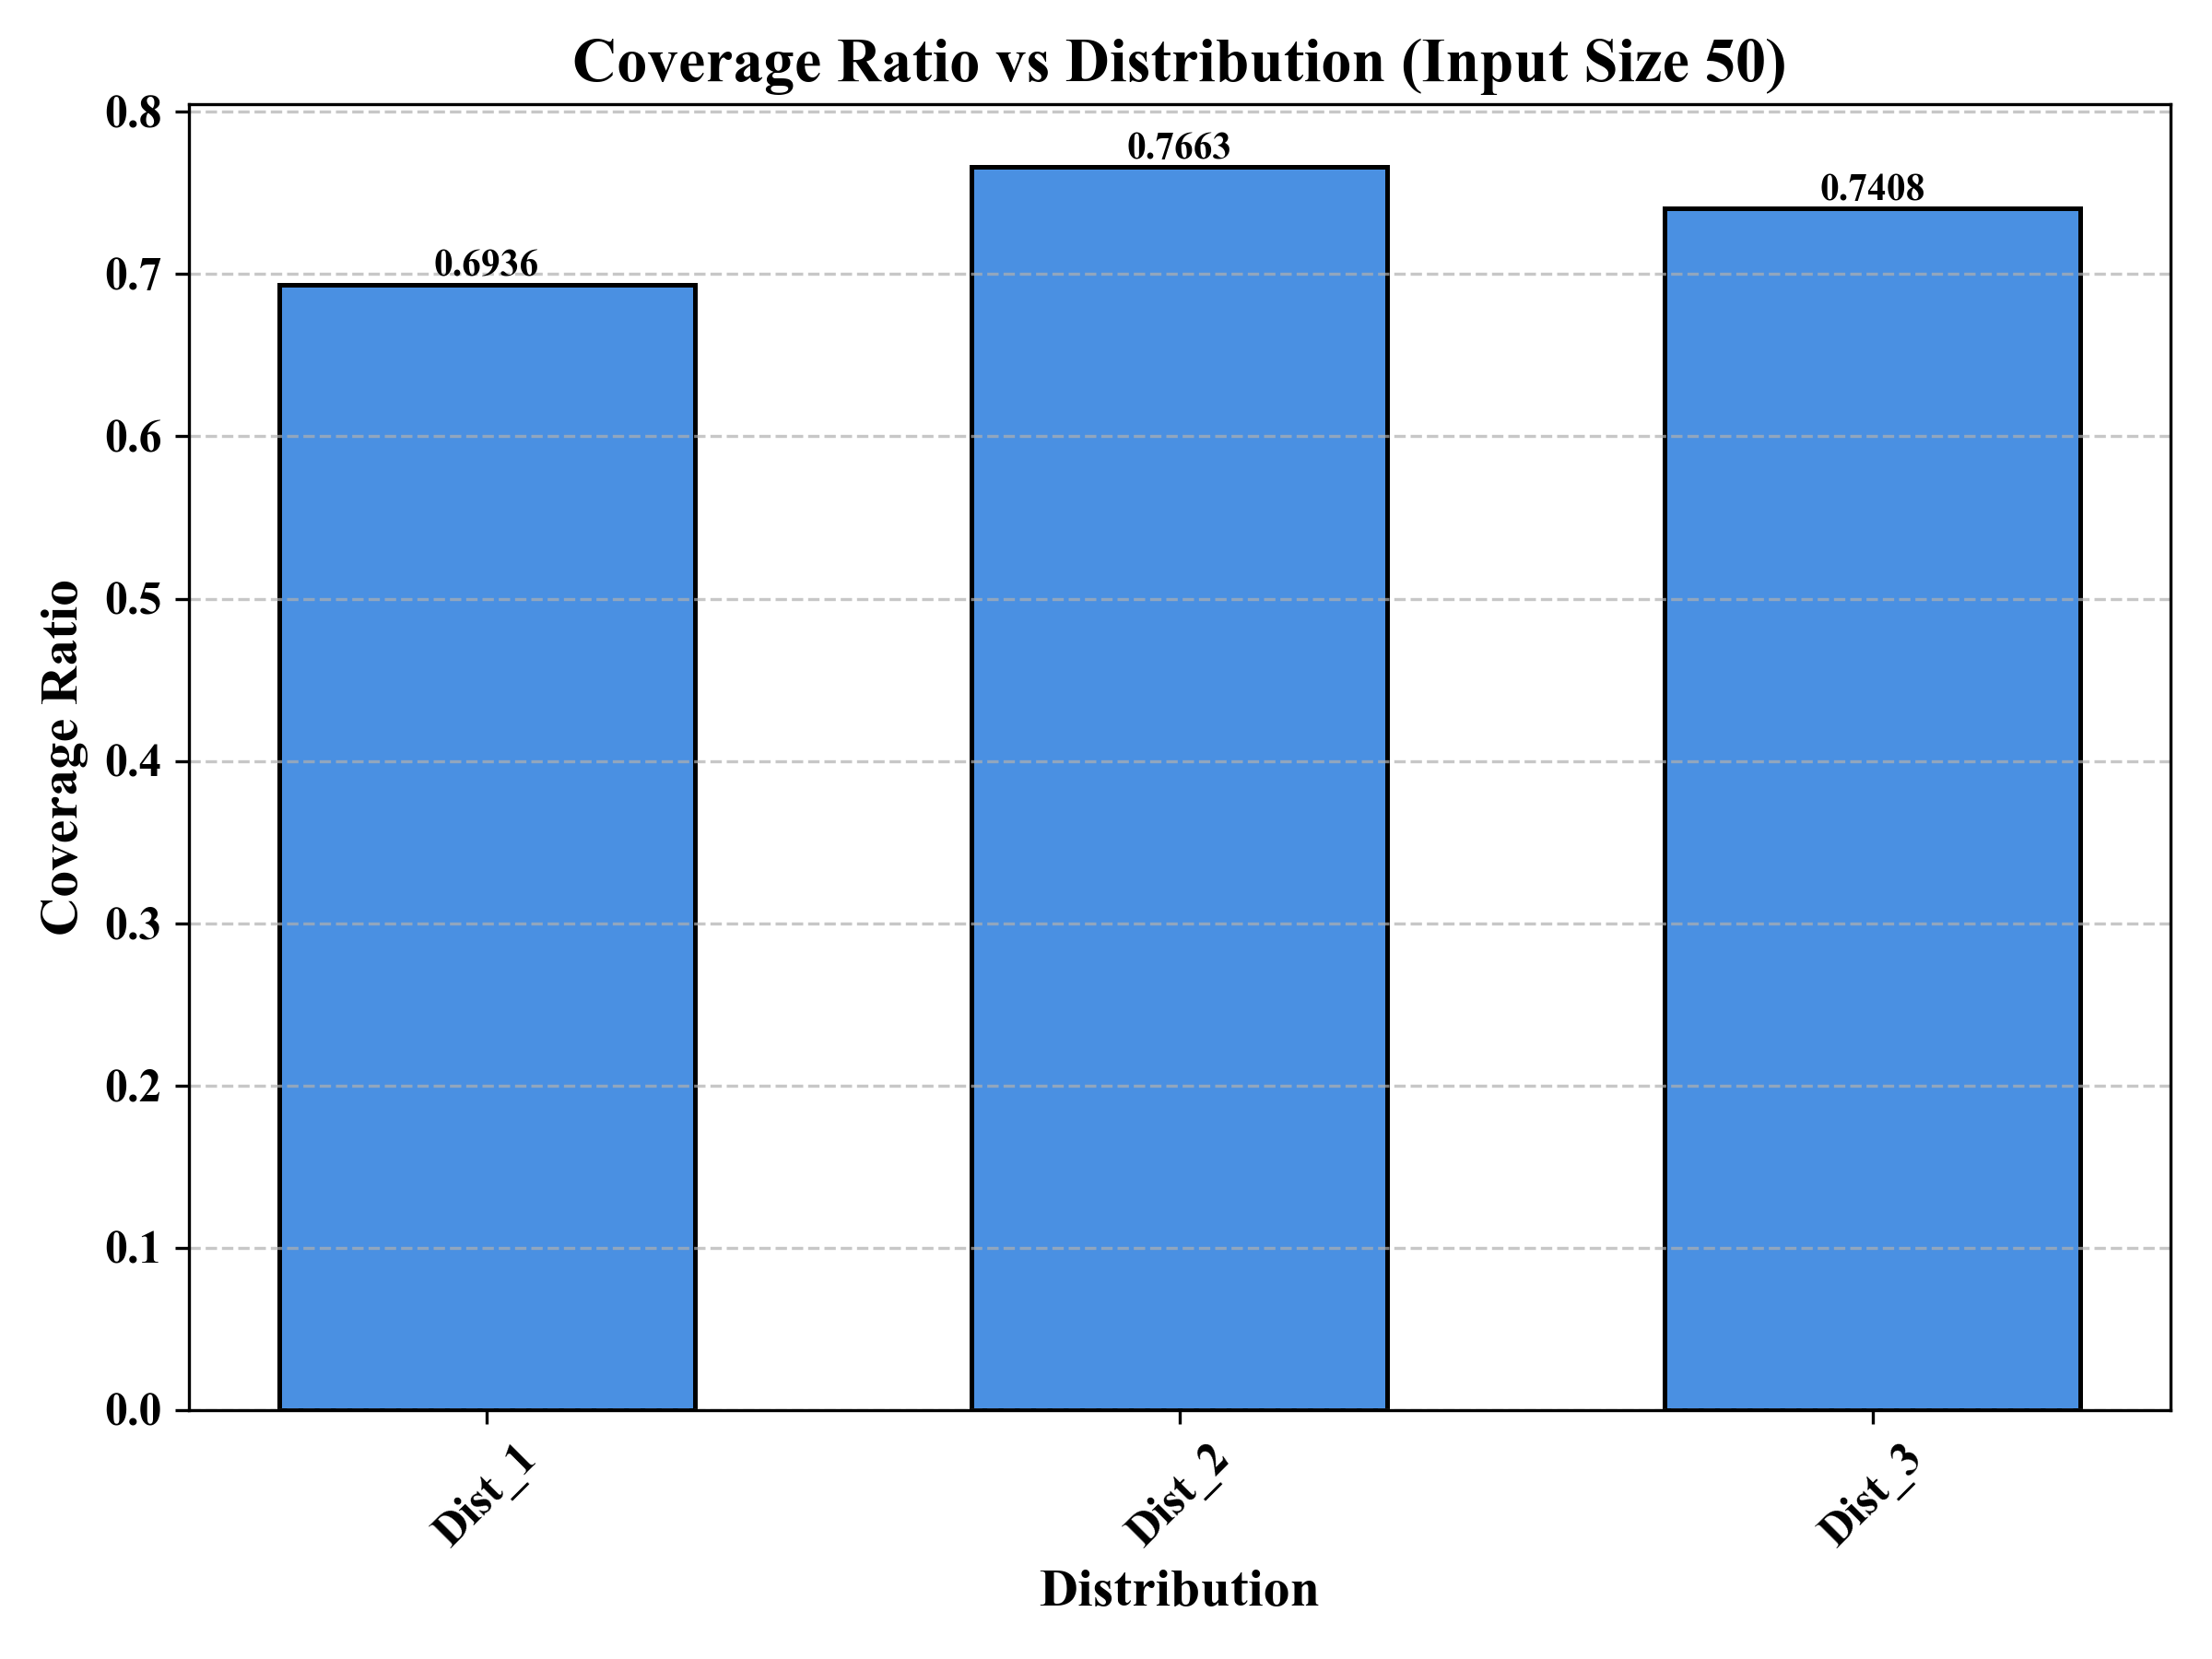 Coverage Ratio vs Distribution (Input Size 50)
Coverage Ratio
0.8
0.7
0.6
0.5
0.4
0.3
0.2
0.1
0.0
0.6936
0.7663
0.7408
Dist_1
Dist_2
Dist_3
Distribution